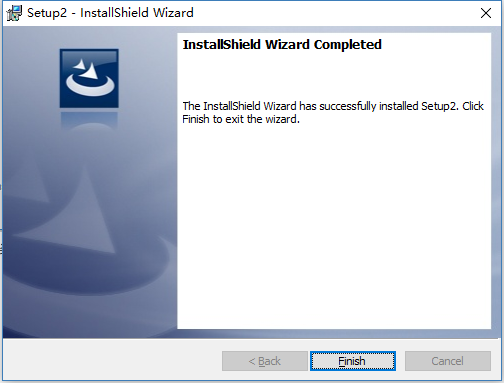 Setup2 - InstallShield Wizard
InstallShield Wizard Completed
The InstallShield Wizard has successfully installed Setup2. Click
Finish to exit the wizard.
< Back
Finish
Cancel